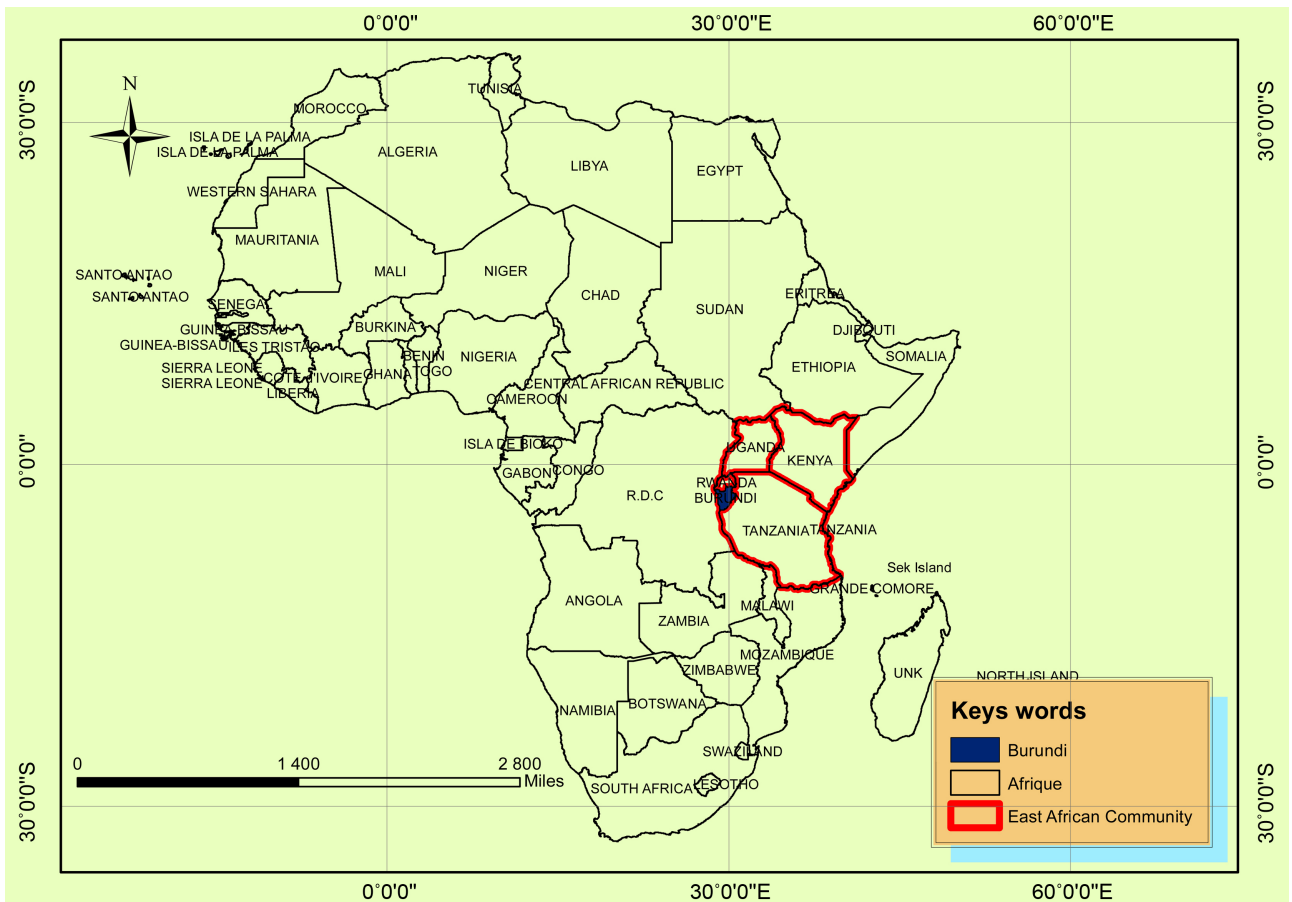 0°0'0"
30°0'0"E
60°0'0"E
30°0'0"S
30°0'0"S
N
TUNISIA
MOROCCO
ISLA DE LA PALMA
ISLA DE LA PALMA
ALGERIA
LIBYA
EGYPT
WESTERN SAHARA
MAURITANIA
MALI
NIGER
SANTO ANTAO
SANTO ANTAO
CHAD
ERITREA
SENEGAL
SUDAN
GUINEA-BISSAU
BURKINA
DJIBOUTI
GUINEA-BISSAU
ILES TRISTAO
BENIN
NIGERIA
SOMALIA
SIERRA LEONE
ETHIOPIA
SIERRA LEONE
COTE d'IVOIRE
GHANA
TOGO
CENTRAL AFRICAN REPUBLIC
LIBERIA
CAMEROON
ISLA DE BIOKO
UGANDA
KENYA
0°0'0"
0°0'0"
GABON
CONGO
RWANDA
R.D.C
BURUNDI
TANZANIA
TANZANIA
Sek Island
GRANDE COMORE
ANGOLA
MALAWI
ZAMBIA
MOZAMBIQUE
ZIMBABWE
UNK
NORTH ISLAND
NAMIBIA
BOTSWANA
Keys words
Burundi
Afrique
East African Community
SWAZILAND
0
1 400
2 800
Miles
SOUTH AFRICA
LESOTHO
30°0'0"S
30°0'0"S
0°0'0"
30°0'0"E
60°0'0"E